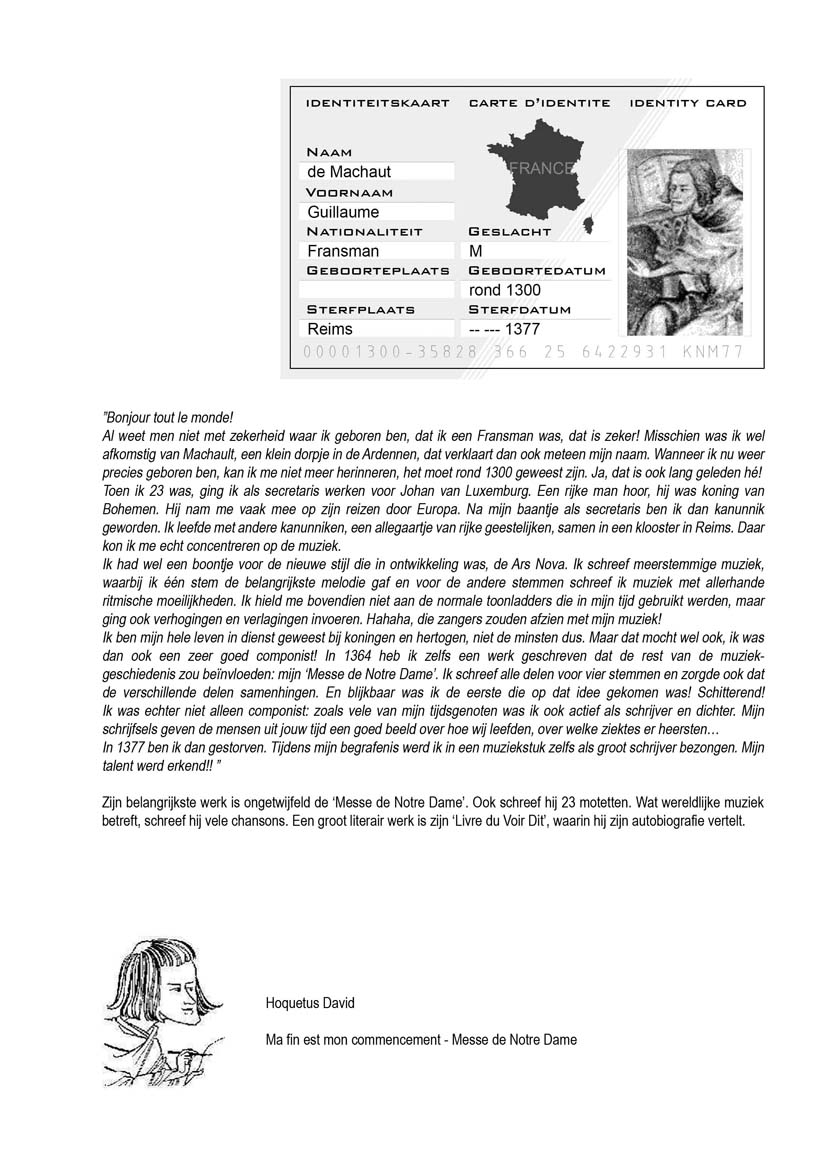 IDENTITEITSKAART CARTE D'IDENTITE IDENTITY CARD
FRANCE
NAAM
de Machaut
VOORNAAM
Guillaume
NATIONALITEIT GESLACHT
Fransman M
GEBOORTEPLAATS GEBOORTEDATUM
rond 1300
STERFPLAATS STERFDATUM
Reims -- --- 1377
00001300-35828 366 25 6422931 KNM77
"Bonjour tout le monde!
Al weet men niet met zekerheid waar ik geboren ben, dat ik een Fransman was, dat is zeker! Misschien was ik wel
afkomstig van Machault, een klein dorpje in de Ardennen, dat verklaart dan ook meteen mijn naam. Wanneer ik nu weer
precies geboren ben, kan ik me niet meer herinneren, het moet rond 1300 geweest zijn. Ja, dat is ook lang geleden hé!
Toen ik 23 was, ging ik als secretaris werken voor Johan van Luxemburg. Een rijke man hoor, hij was koning van
Bohemen. Hij nam me vaak mee op zijn reizen door Europa. Na mijn baantje als secretaris ben ik dan kanunnik
geworden. Ik leefde met andere kanunniken, een allegaartje van rijke geestelijken, samen in een klooster in Reims. Daar
kon ik me echt concentreren op de muziek.
Ik had wel een boontje voor de nieuwe stijl die in ontwikkeling was, de Ars Nova. Ik schreef meerstemmige muziek,
waarbij ik één stem de belangrijkste melodie gaf en voor de andere stemmen schreef ik muziek met allerhande
ritmische moeilijkheden. Ik hield me bovendien niet aan de normale toonladders die in mijn tijd gebruikt werden, maar
ging ook verhogingen en verlagingen invoeren. Hahaha, die zangers zouden afzien met mijn muziek!
Ik ben mijn hele leven in dienst geweest bij koningen en hertogen, niet de minsten dus. Maar dat mocht wel ook, ik was
dan ook een zeer goed componist! In 1364 heb ik zelfs een werk geschreven dat de rest van de muziek-
geschiedenis zou beïnvloeden: mijn 'Messe de Notre Dame'. Ik schreef alle delen voor vier stemmen en zorgde ook dat
de verschillende delen samenhingen. En blijkbaar was ik de eerste die op dat idee gekomen was! Schitterend!
Ik was echter niet alleen componist: zoals vele van mijn tijdsgenoten was ik ook actief als schrijver en dichter. Mijn
schrijfsels geven de mensen uit jouw tijd een goed beeld over hoe wij leefden, over welke ziektes er heersten…
In 1377 ben ik dan gestorven. Tijdens mijn begrafenis werd ik in een muziekstuk zelfs als groot schrijver bezongen. Mijn
talent werd erkend!! "
Zijn belangrijkste werk is ongetwijfeld de 'Messe de Notre Dame'. Ook schreef hij 23 motetten. Wat wereldlijke muziek
betreft, schreef hij vele chansons. Een groot literair werk is zijn 'Livre du Voir Dit', waarin hij zijn autobiografie vertelt.
Hoquetus David
Ma fin est mon commencement - Messe de Notre Dame